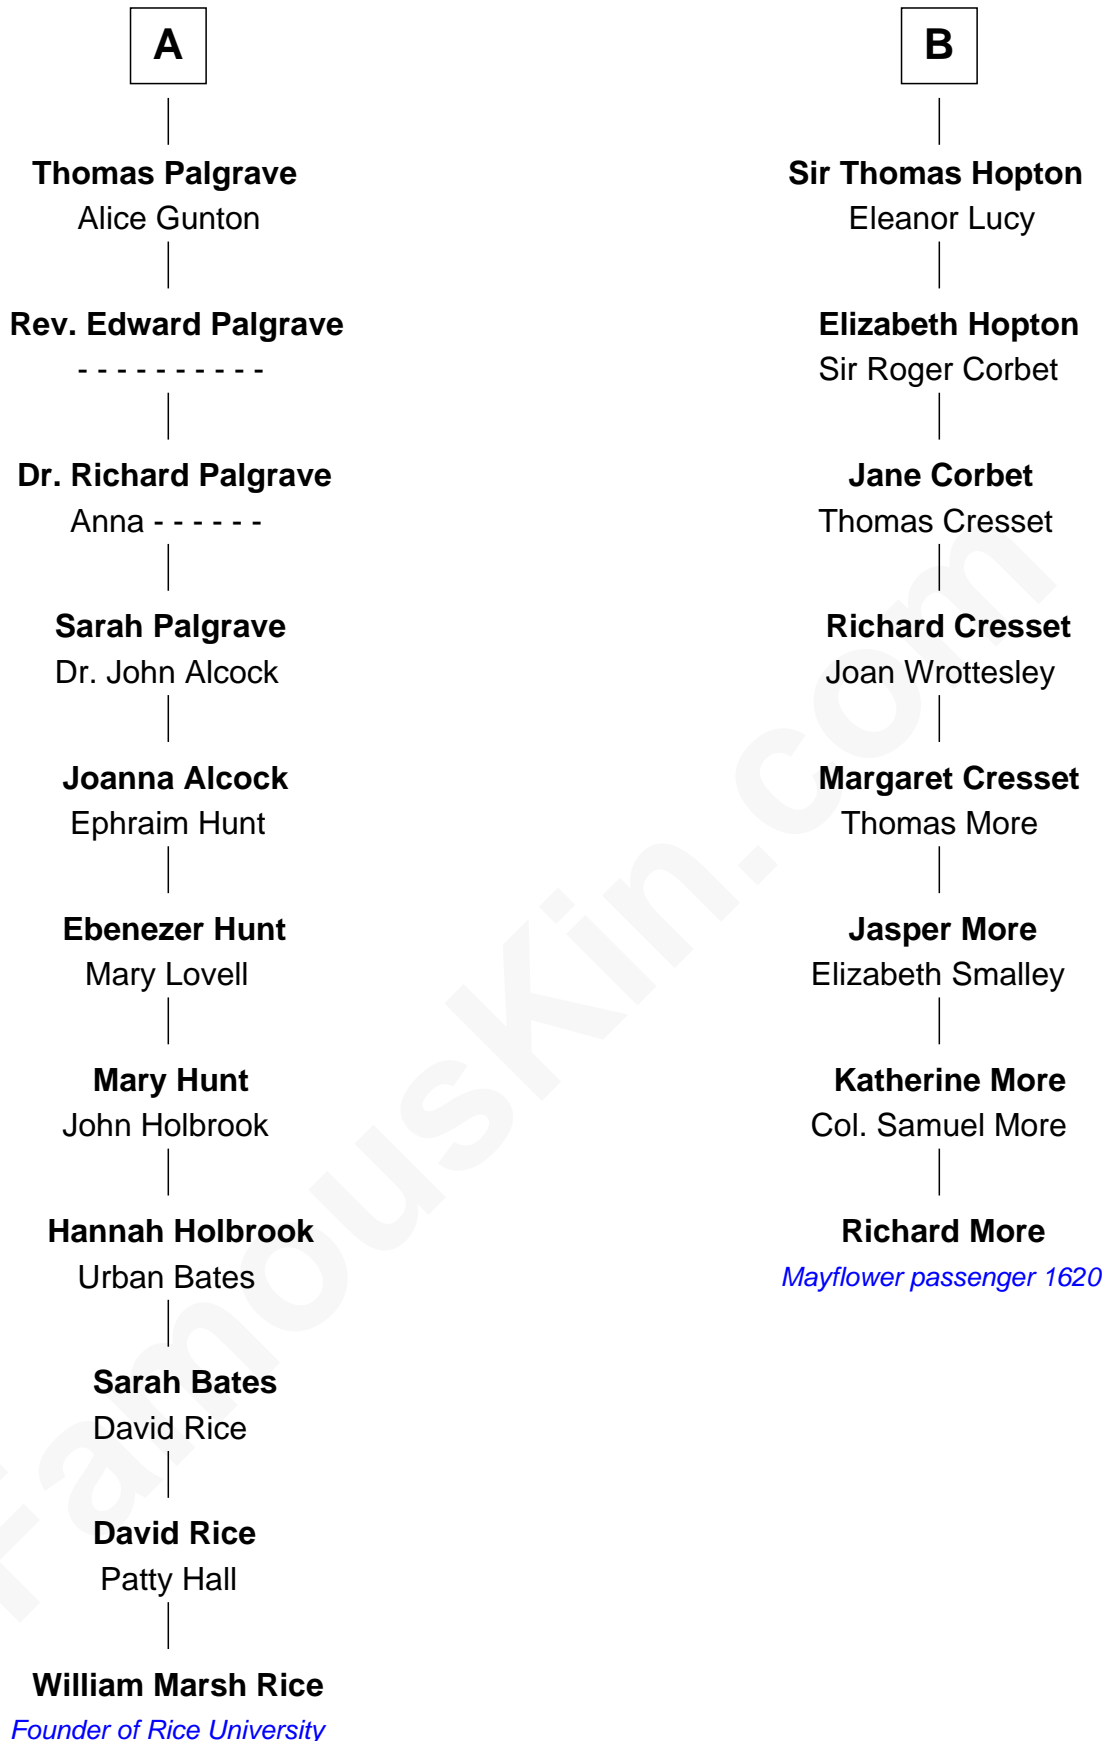 A
Thomas Palgrave
Alice Gunton
Rev. Edward Palgrave
- - - - - - - - - -
Dr. Richard Palgrave
Anna - - - - - -
Sarah Palgrave
Dr. John Alcock
Joanna Alcock
Ephraim Hunt
Ebenezer Hunt
Mary Lovell
Mary Hunt
John Holbrook
Hannah Holbrook
Urban Bates
Sarah Bates
David Rice
David Rice
Patty Hall
William Marsh Rice
Founder of Rice University
B
Sir Thomas Hopton
Eleanor Lucy
Elizabeth Hopton
Sir Roger Corbet
Jane Corbet
Thomas Cresset
Richard Cresset
Joan Wrottesley
Margaret Cresset
Thomas More
Jasper More
Elizabeth Smalley
Katherine More
Col. Samuel More
Richard More
Mayflower passenger 1620
FamousKin.com